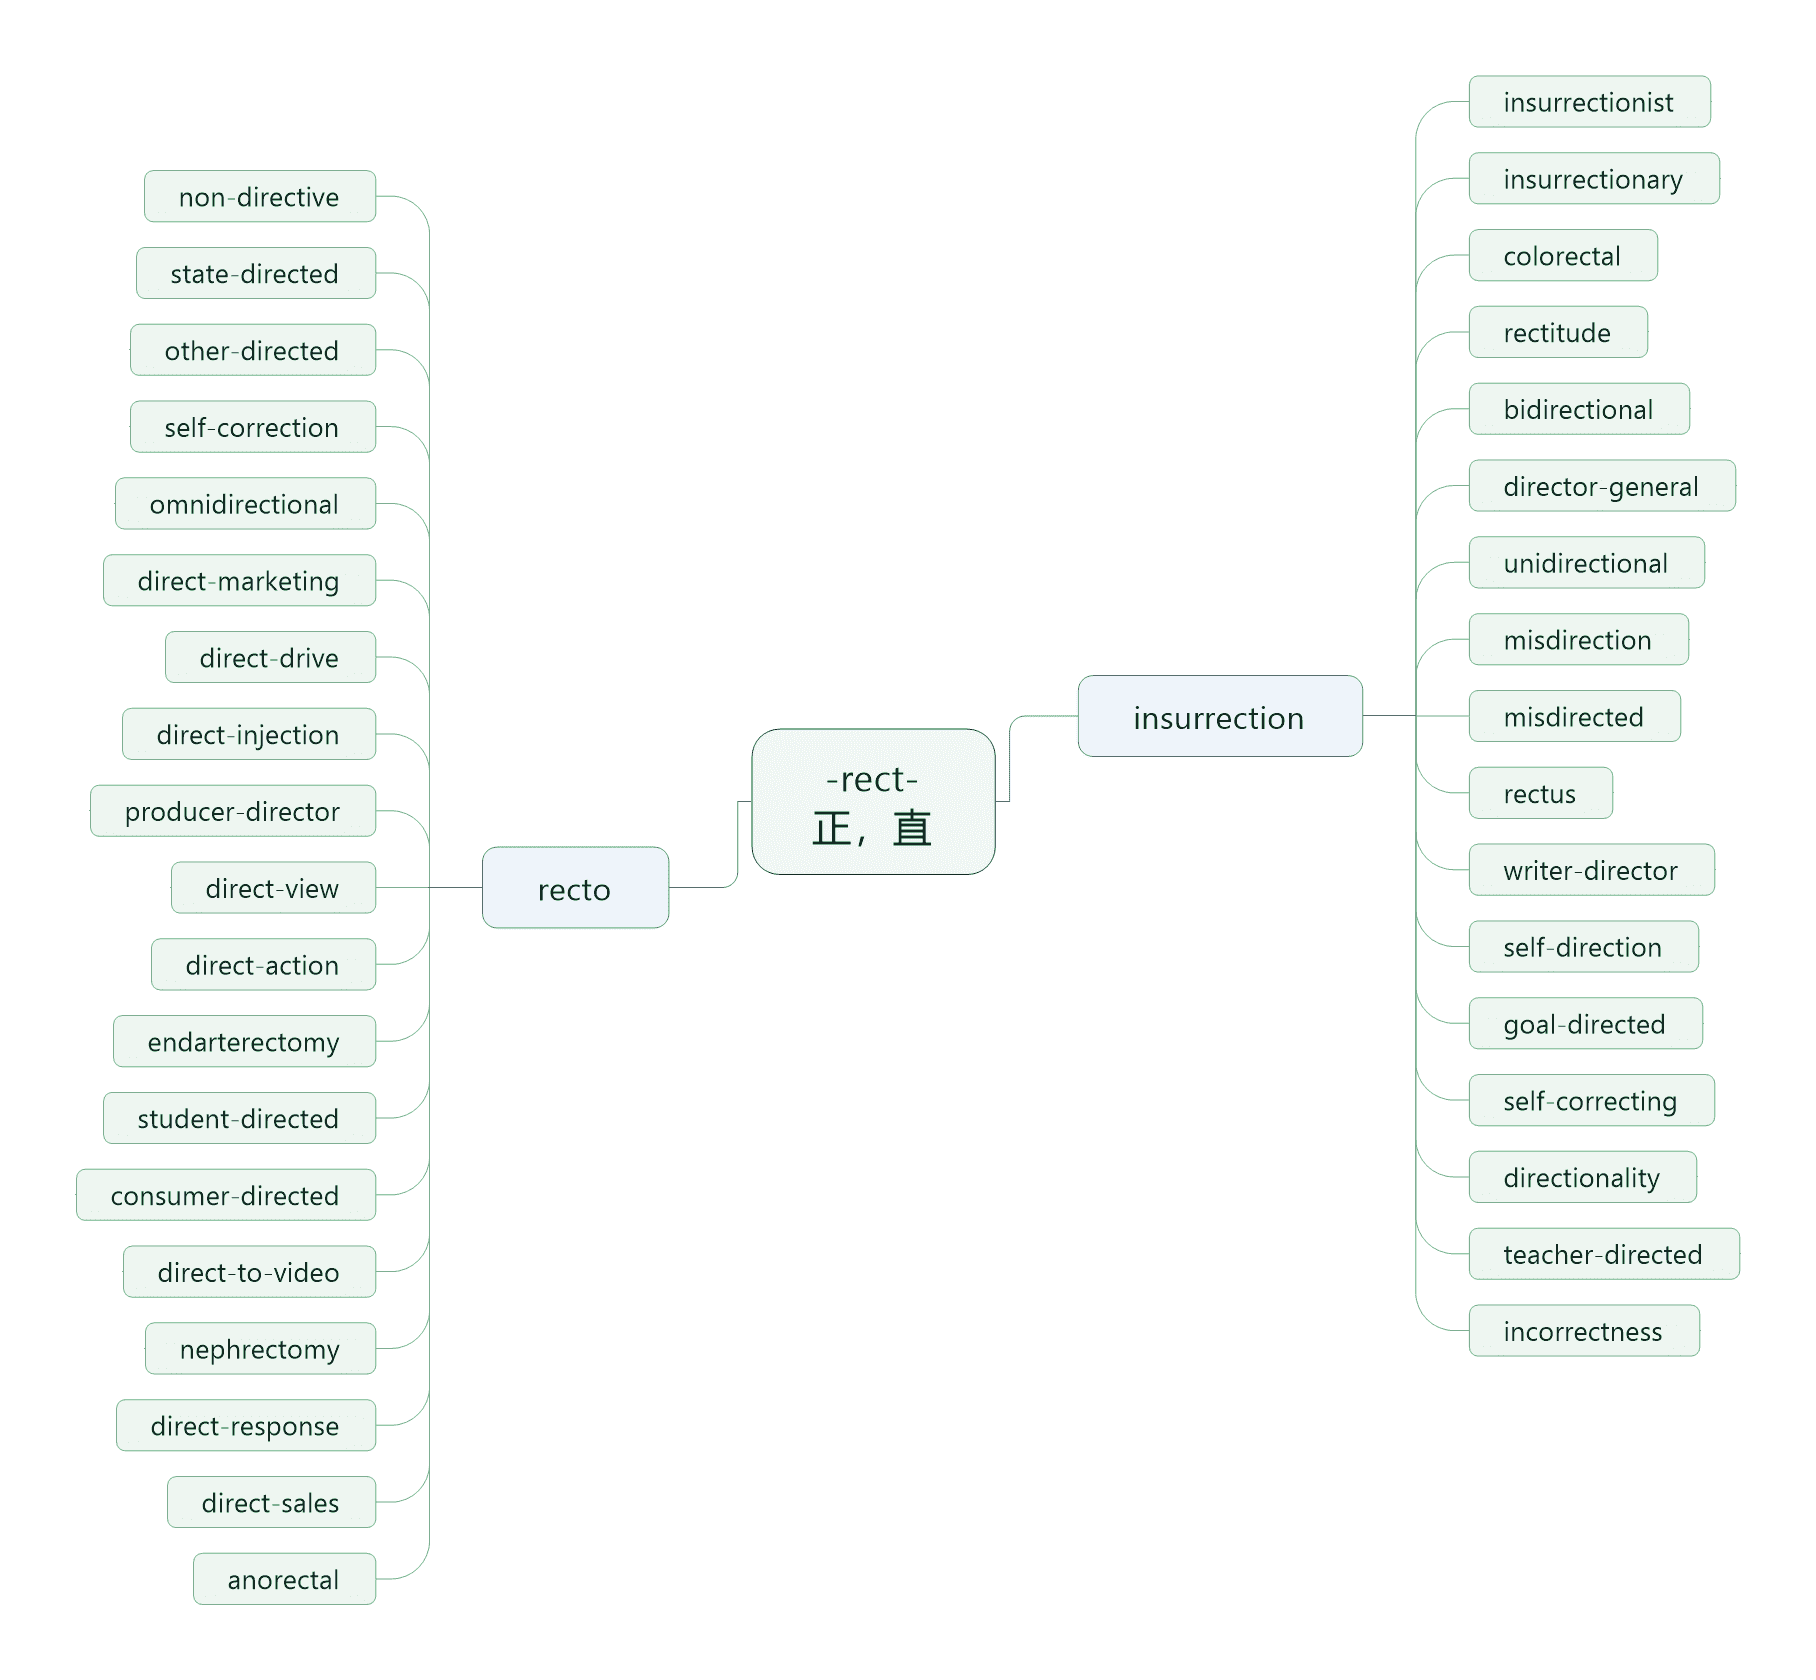 -rect-
正，直
insurrection
insurrectionist
insurrectionary
colorectal
rectitude
bidirectional
director-general
unidirectional
misdirection
misdirected
rectus
writer-director
self-direction
goal-directed
self-correcting
directionality
teacher-directed
incorrectness
recto
non-directive
state-directed
other-directed
self-correction
omnidirectional
direct-marketing
direct-drive
direct-injection
producer-director
direct-view
direct-action
endarterectomy
student-directed
consumer-directed
direct-to-video
nephrectomy
direct-response
direct-sales
anorectal